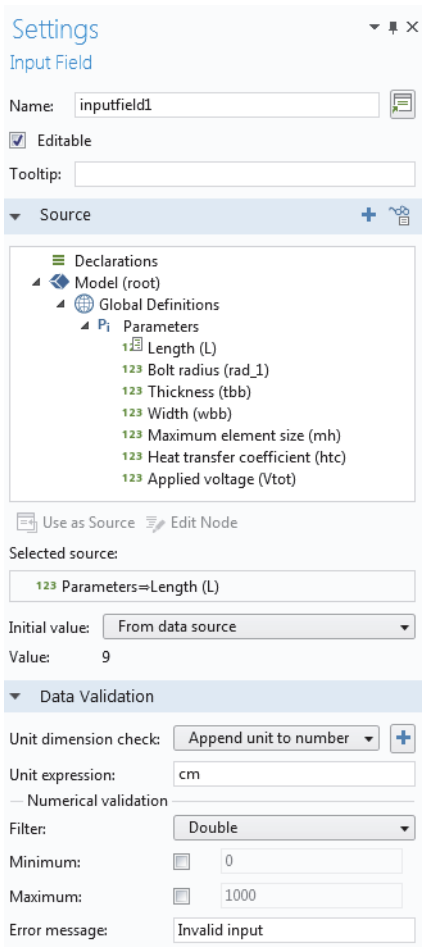 Settings
Input Field
Name: inputfield1
Editable
Tooltip:
Source
Declarations
Model (root)
Global Definitions
Pi Parameters
Length (L)
123 Bolt radius (rad_1)
123 Thickness (tbb)
123 Width (wbb)
123 Maximum element size (mh)
123 Heat transfer coefficient (htc)
123 Applied voltage (Vtot)
Use as Source Edit Node
Selected source:
123 Parameters⇒Length (L)
Initial value: From data source
Value: 9
Data Validation
Unit dimension check: Append unit to number
Unit expression: cm
Numerical validation
Filter: Double
Minimum: 0
Maximum: 1000
Error message: Invalid input